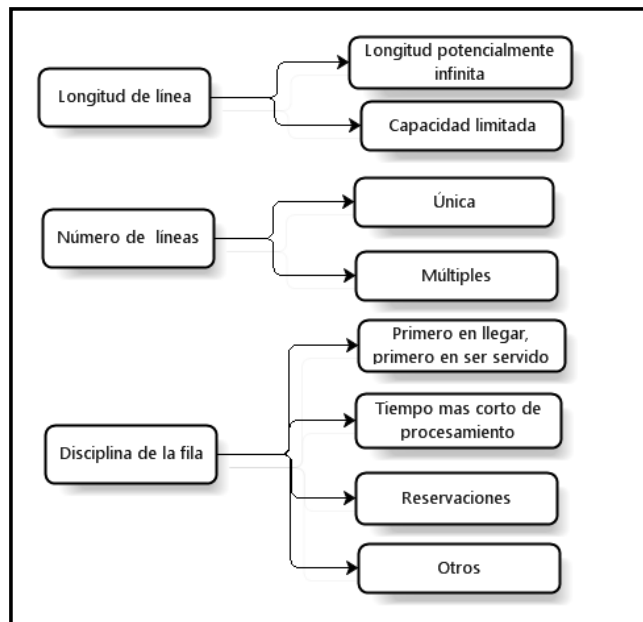 Longitud de línea
Longitud potencialmente
infinita
Capacidad limitada
Número de líneas
Única
Múltiples
Disciplina de la fila
Primero en llegar,
primero en ser servido
Tiempo mas corto de
procesamiento
Reservaciones
Otros